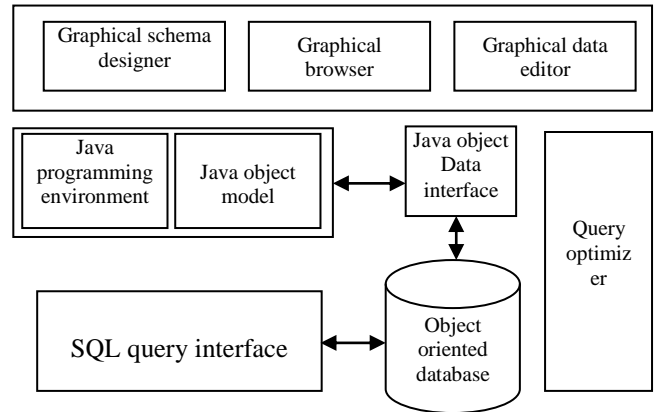 Graphical schema
designer
Graphical
browser
Graphical data
editor
Java
programming
environment
Java object
model
Java object
Data
interface
Query
optimiz
er
SQL query interface
Object
oriented
database